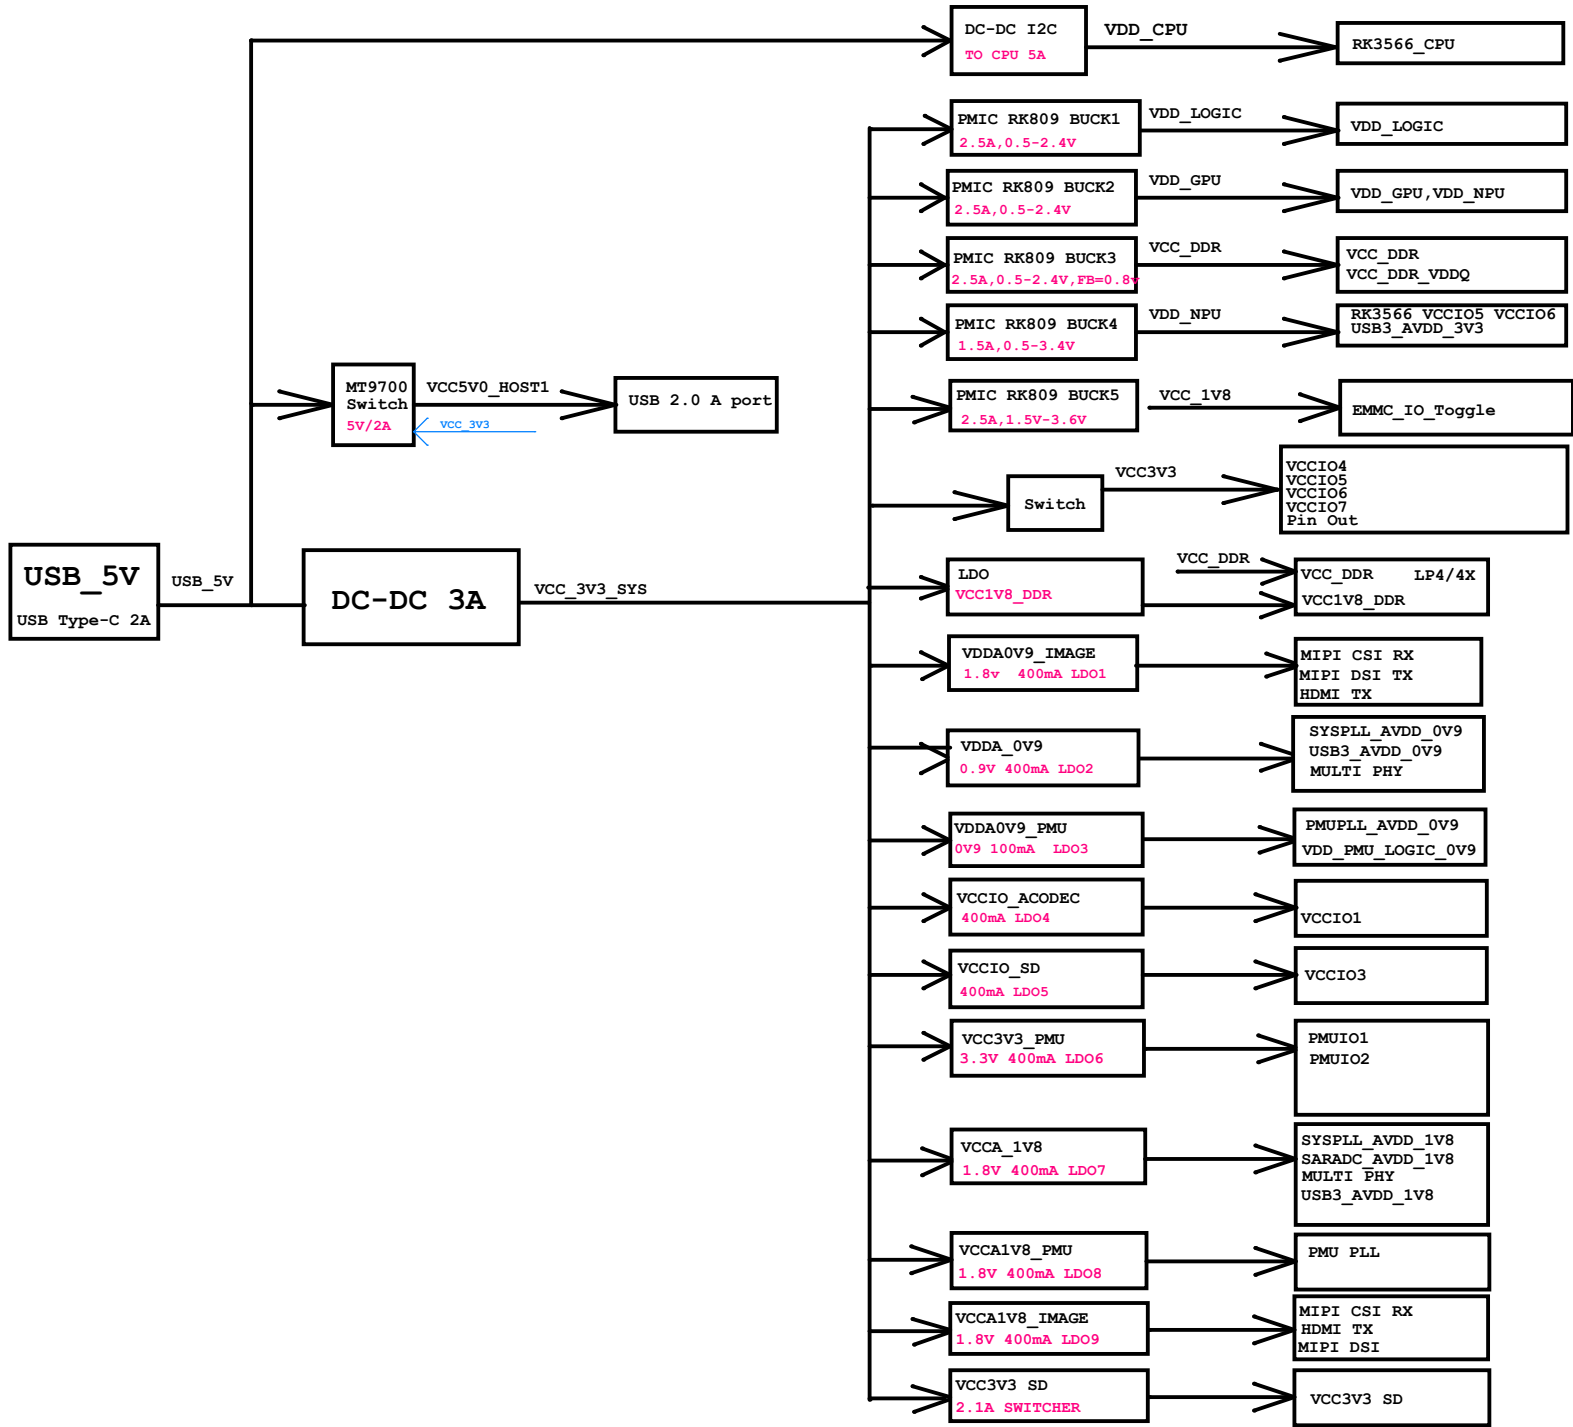 DC-DC I2C
TO CPU 5A
VDD_CPU
RK3566_CPU
PMIC RK809 BUCK1
2.5A,0.5-2.4V
VDD_LOGIC
VDD_LOGIC
PMIC RK809 BUCK2
2.5A,0.5-2.4V
VDD_GPU
VDD_GPU,VDD_NPU
PMIC RK809 BUCK3
2.5A,0.5-2.4V,FB=0.8v
VCC_DDR
VCC_DDR
VCC_DDR_VDDQ
PMIC RK809 BUCK4
1.5A,0.5-3.4V
VDD_NPU
RK3566 VCCIO5 VCCIO6
USB3_AVDD_3V3
MT9700
Switch
5V/2A
VCC5V0_HOST1
VCC_3V3
USB 2.0 A port
PMIC RK809 BUCK5
2.5A,1.5V-3.6V
VCC_1V8
EMMC_IO_Toggle
Switch
VCC3V3
VCCIO4
VCCIO5
VCCIO6
VCCIO7
Pin Out
USB_5V
USB Type-C 2A
USB_5V
DC-DC 3A
VCC_3V3_SYS
LDO
VCC1V8_DDR
VCC_DDR
VCC_DDR LP4/4X
VCC1V8_DDR
VDDA0V9_IMAGE
1.8v 400mA LDO1
MIPI CSI RX
MIPI DSI TX
HDMI TX
VDDA_0V9
0.9V 400mA LDO2
SYSPLL_AVDD_0V9
USB3_AVDD_0V9
MULTI PHY
VDDA0V9_PMU
0V9 100mA LDO3
PMUPLL_AVDD_0V9
VDD_PMU_LOGIC_0V9
VCCIO_ACODEC
400mA LDO4
VCCIO1
VCCIO_SD
400mA LDO5
VCCIO3
VCC3V3_PMU
3.3V 400mA LDO6
PMUIO1
PMUIO2
VCCA_1V8
1.8V 400mA LDO7
SYSPLL_AVDD_1V8
SARADC_AVDD_1V8
MULTI PHY
USB3_AVDD_1V8
VCCA1V8_PMU
1.8V 400mA LDO8
PMU PLL
VCCA1V8_IMAGE
1.8V 400mA LDO9
MIPI CSI RX
HDMI TX
MIPI DSI
VCC3V3 SD
2.1A SWITCHER
VCC3V3 SD